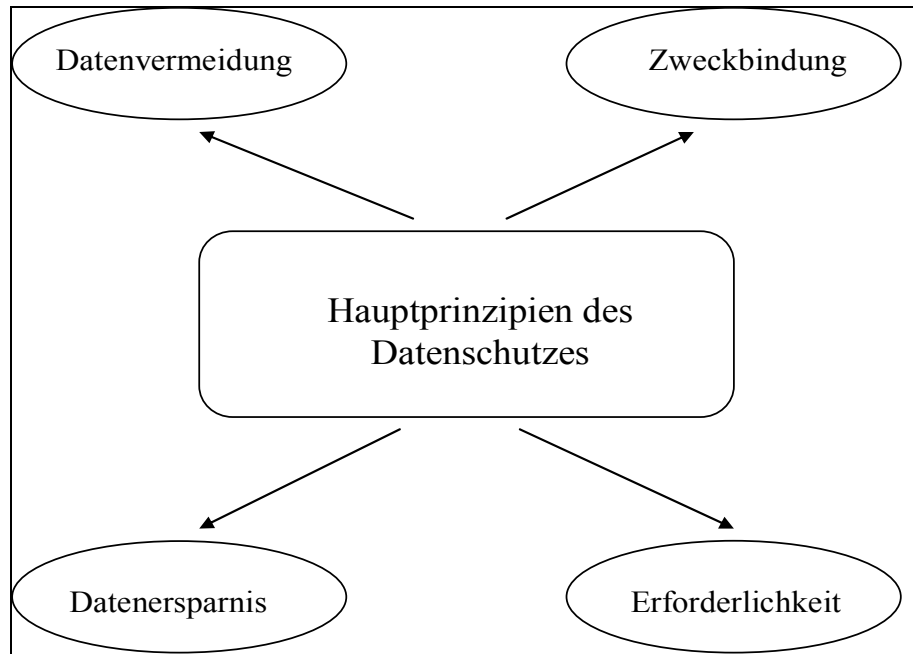 Datenvermeidung
Zweckbindung
Hauptprinzipien des
Datenschutzes
Datenersparnis
Erforderlichkeit